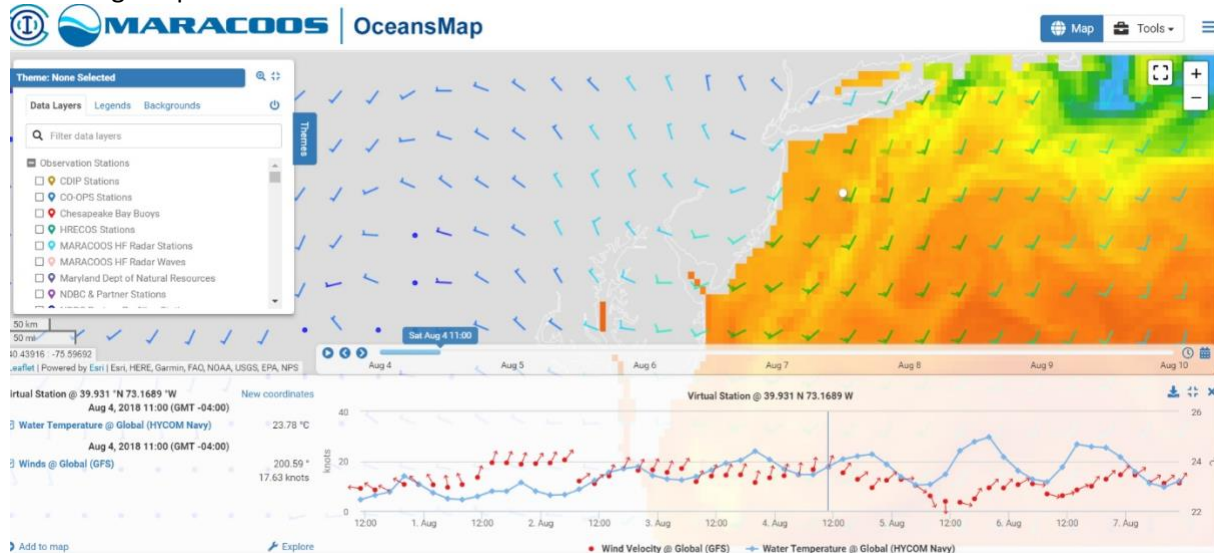 MARACOOS | OceansMap
Map
Tools
Theme: None Selected
Data Layers Legends Backgrounds
Filter data layers
Themes
Observation Stations
CDIP Stations
CO-OPS Stations
Chesapeake Bay Buoys
HRECOS Stations
MARACOOS HF Radar Stations
MARACOOS HF Radar Waves
Maryland Dept of Natural Resources
NDBC & Partner Stations
50 km
50 mi
40.43916 -75.59692
Leaflet | Powered by Esri | Esri, HERE, Garmin, FAO, NOAA, USGS, EPA, NPS
Sat Aug 4 11:00
Aug 4 Aug 5 Aug 6 Aug 7 Aug 8 Aug 9 Aug 10
Virtual Station @ 39.931 °N 73.1689 °W New coordinates
Aug 4, 2018 11:00 (GMT -04:00)
Water Temperature @ Global (HYCOM Navy) 23.78 °C
Aug 4, 2018 11:00 (GMT -04:00)
Winds @ Global (GFS) 200.59 °
17.63 knots
Add to map Explore
Virtual Station @ 39.931 N 73.1689 W
40 26
knots
20 24
0 22
12:00 1. Aug 12:00 2. Aug 12:00 3. Aug 12:00 4. Aug 12:00 5. Aug 12:00 6. Aug 12:00 7. Aug
Wind Velocity @ Global (GFS) Water Temperature @ Global (HYCOM Navy)